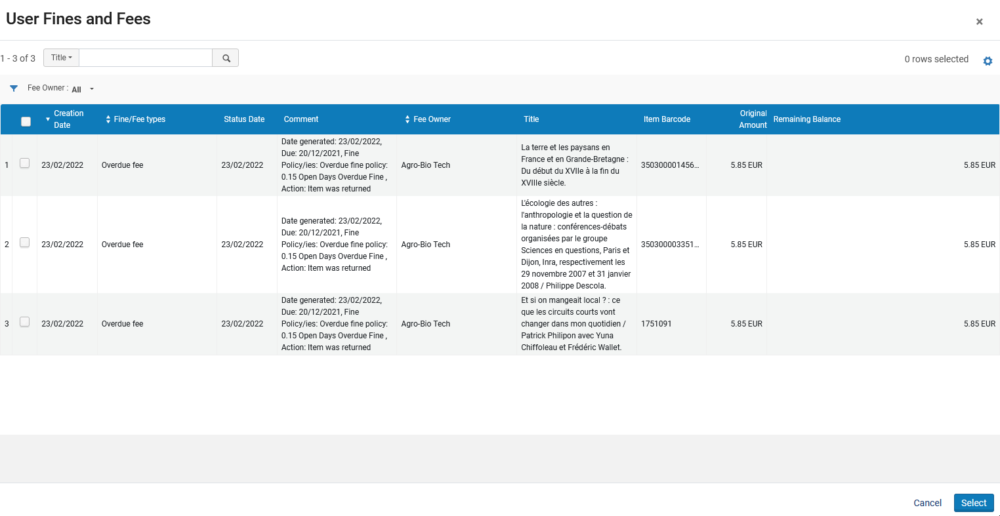 User Fines and Fees
×
1 - 3 of 3
Title
0 rows selected
Fee Owner : All
Creation Date
Fine/Fee types
Status Date
Comment
Fee Owner
Title
Item Barcode
Original Amount
Remaining Balance
1
23/02/2022
Overdue fee
23/02/2022
Date generated: 23/02/2022,
Due: 20/12/2021, Fine
Policy/ies: Overdue fine policy:
0.15 Open Days Overdue Fine ,
Action: Item was returned
Agro-Bio Tech
La terre et les paysans en
France et en Grande-Bretagne :
Du début du XVIIe à la fin du
XVIIIe siècle.
350300001456...
5.85 EUR
5.85 EUR
2
23/02/2022
Overdue fee
23/02/2022
Date generated: 23/02/2022,
Due: 20/12/2021, Fine
Policy/ies: Overdue fine policy:
0.15 Open Days Overdue Fine ,
Action: Item was returned
Agro-Bio Tech
L'écologie des autres :
l'anthropologie et la question de
la nature : conférences-débats
organisées par le groupe
Sciences en questions, Paris et
Dijon, Inra, respectivement les
29 novembre 2007 et 31 janvier
2008 / Philippe Descola.
350300003351...
5.85 EUR
5.85 EUR
3
23/02/2022
Overdue fee
23/02/2022
Date generated: 23/02/2022,
Due: 20/12/2021, Fine
Policy/ies: Overdue fine policy:
0.15 Open Days Overdue Fine ,
Action: Item was returned
Agro-Bio Tech
Et si on mangeait local ? : ce
que les circuits courts vont
changer dans mon quotidien /
Patrick Philipon avec Yuna
Chiffoleau et Frédéric Wallet.
1751091
5.85 EUR
5.85 EUR
Cancel
Select